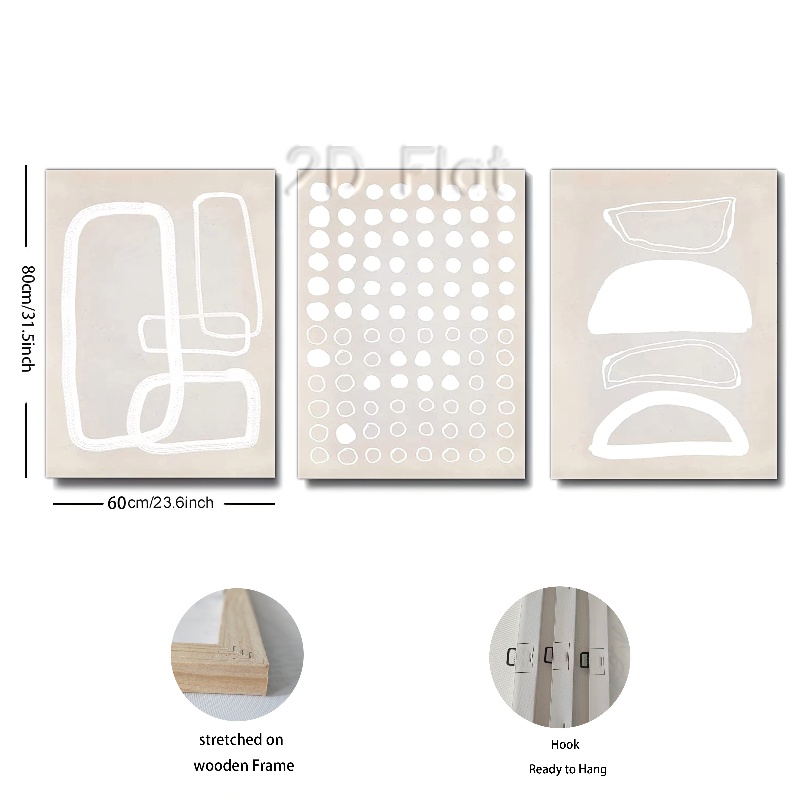 2D Flat
80cm/31.5inch
60cm/23.6inch
stretched on
wooden Frame
Hook
Ready to Hang